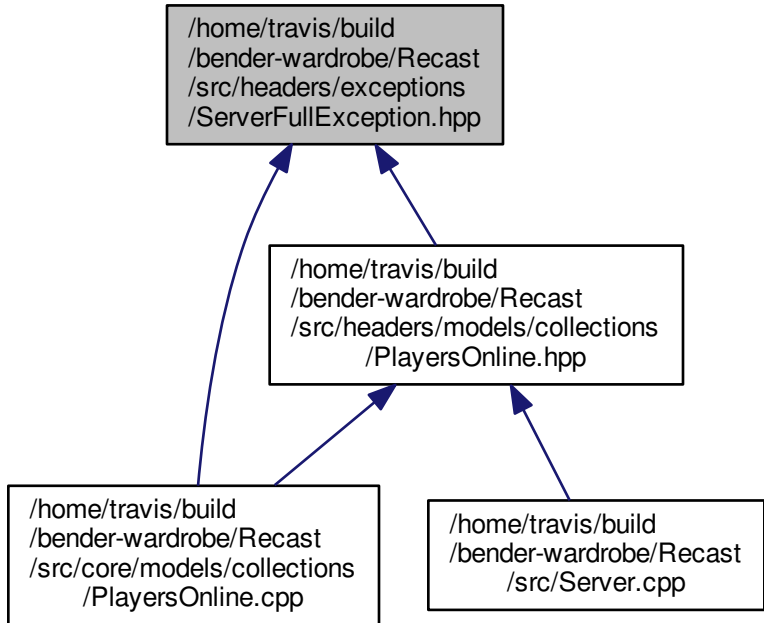 /home/travis/build
/bender-wardrobe/Recast
/src/headers/exceptions
/ServerFullException.hpp
/home/travis/build
/bender-wardrobe/Recast
/src/headers/models/collections
/PlayersOnline.hpp
/home/travis/build
/bender-wardrobe/Recast
/src/core/models/collections
/PlayersOnline.cpp
/home/travis/build
/bender-wardrobe/Recast
/src/Server.cpp